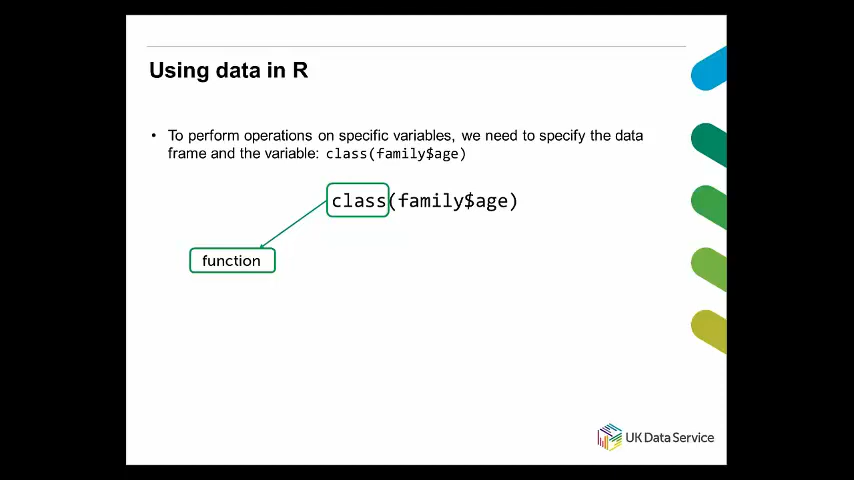 Using data in R
• To perform operations on specific variables, we need to specify the data
frame and the variable: class(family$age)
class(family$age)
function
UK Data Service